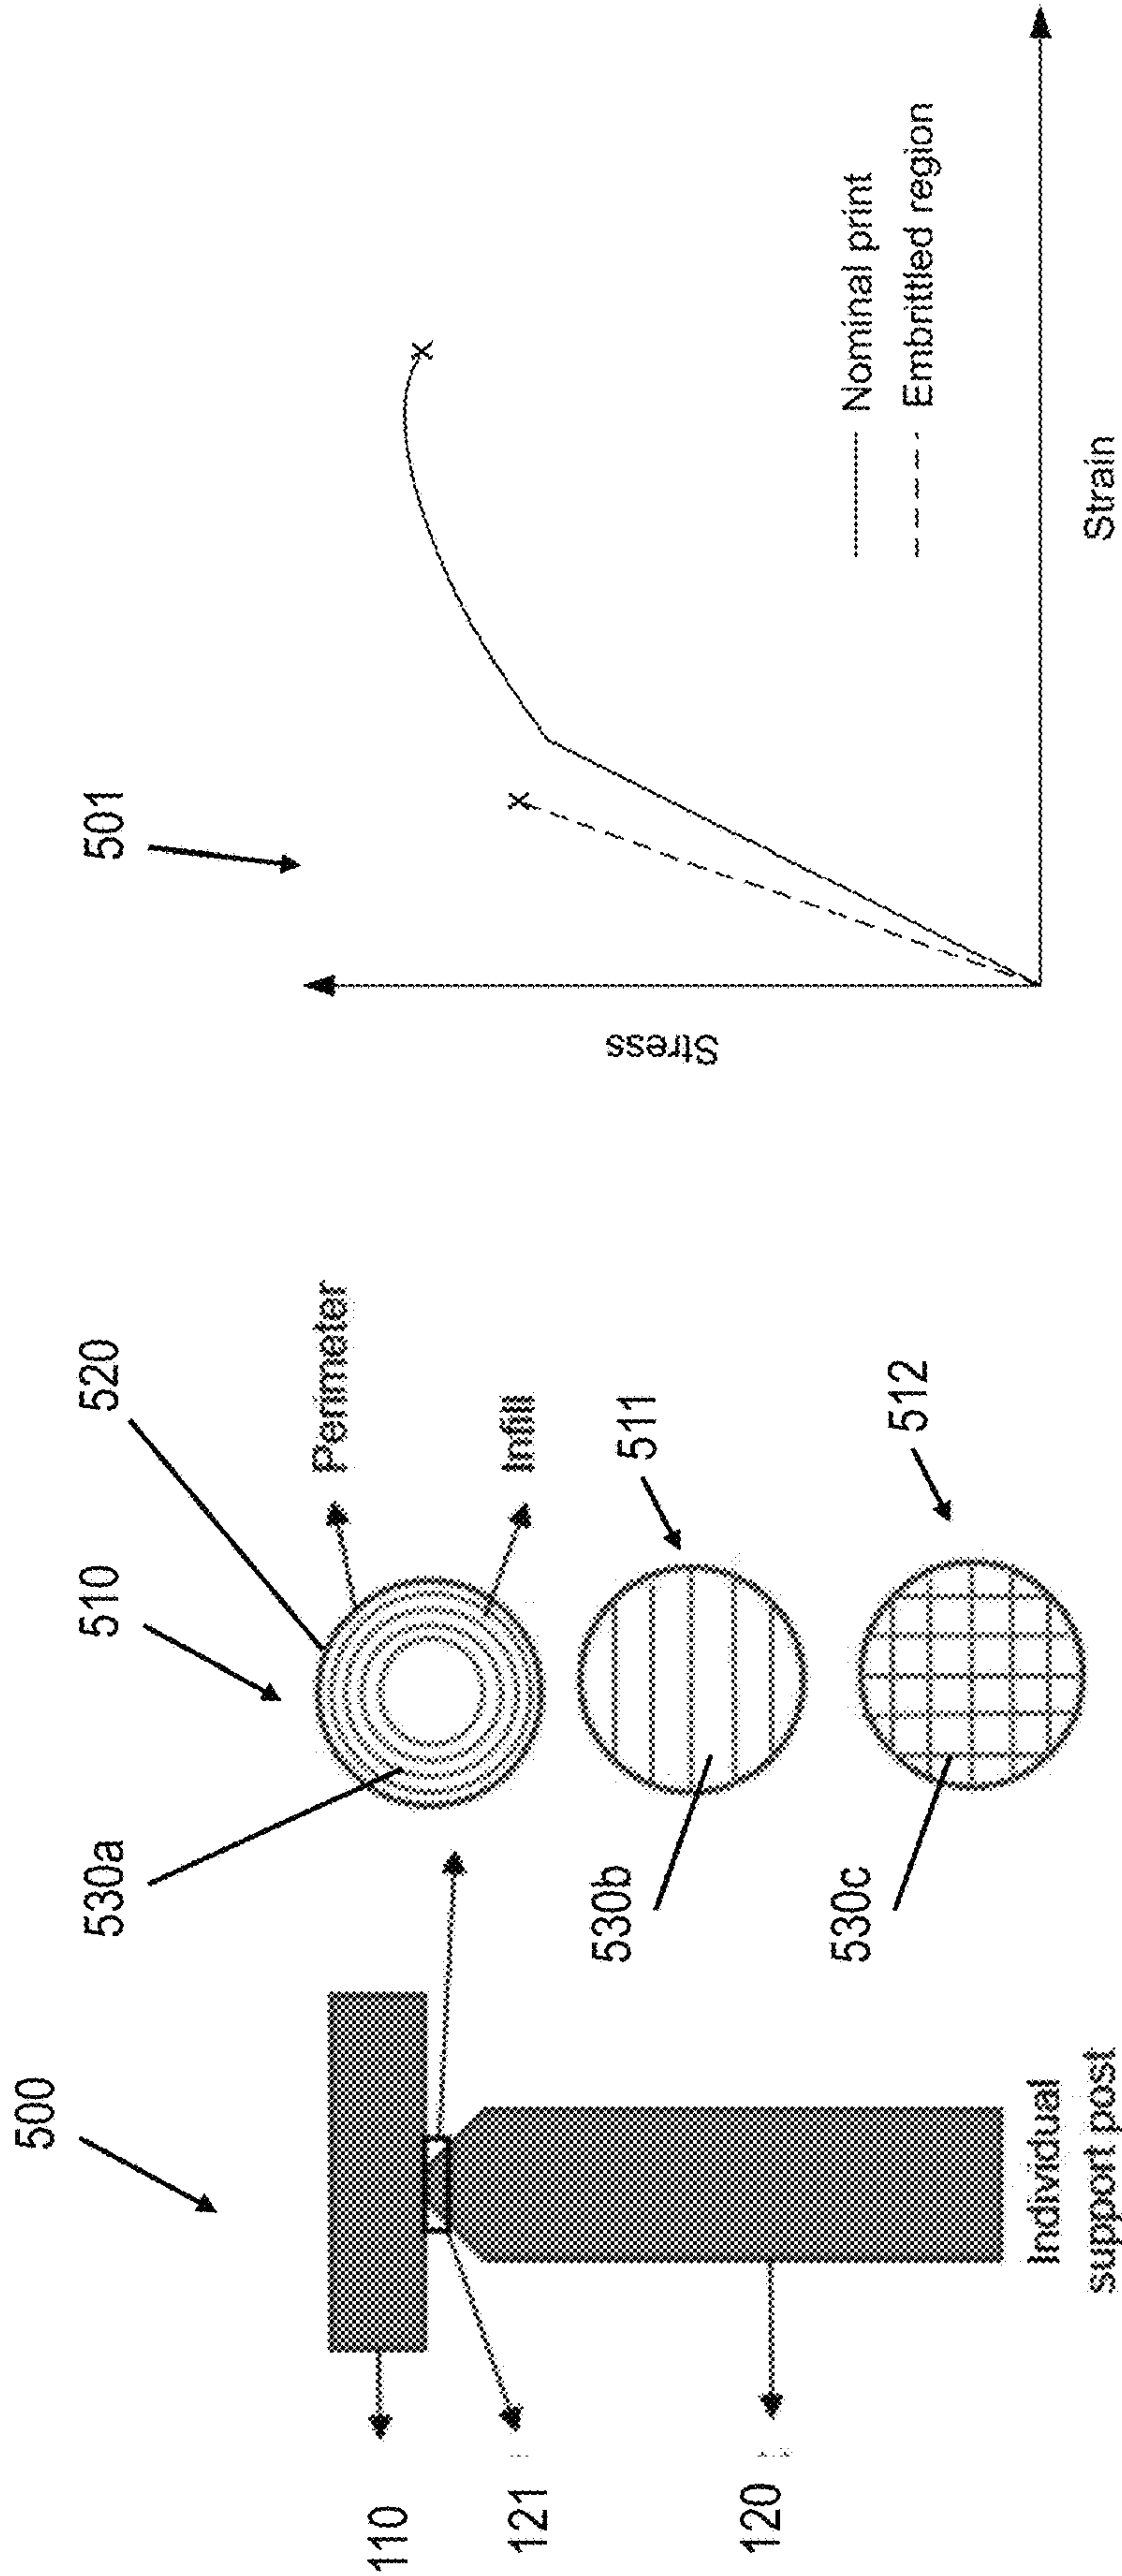 500
110
121
120
Individual
support post
510
520
530a
Perimeter
Infill
511
530b
512
530c
501
Stress
Strain
Nominal print
Embrittled region